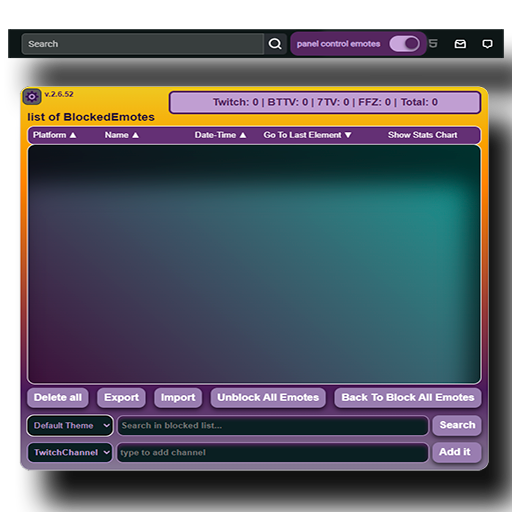 Search
panel control emotes
v.2.6.52
Twitch: 0 | BTTV: 0 | 7TV: 0 | FFZ: 0 | Total: 0
list of BlockedEmotes
Platform ▲ Name ▲ Date-Time ▲ Go To Last Element ▼ Show Stats Chart
Delete all Export Import Unblock All Emotes Back To Block All Emotes
Default Theme Search in blocked list... Search
TwitchChannel type to add channel Add it